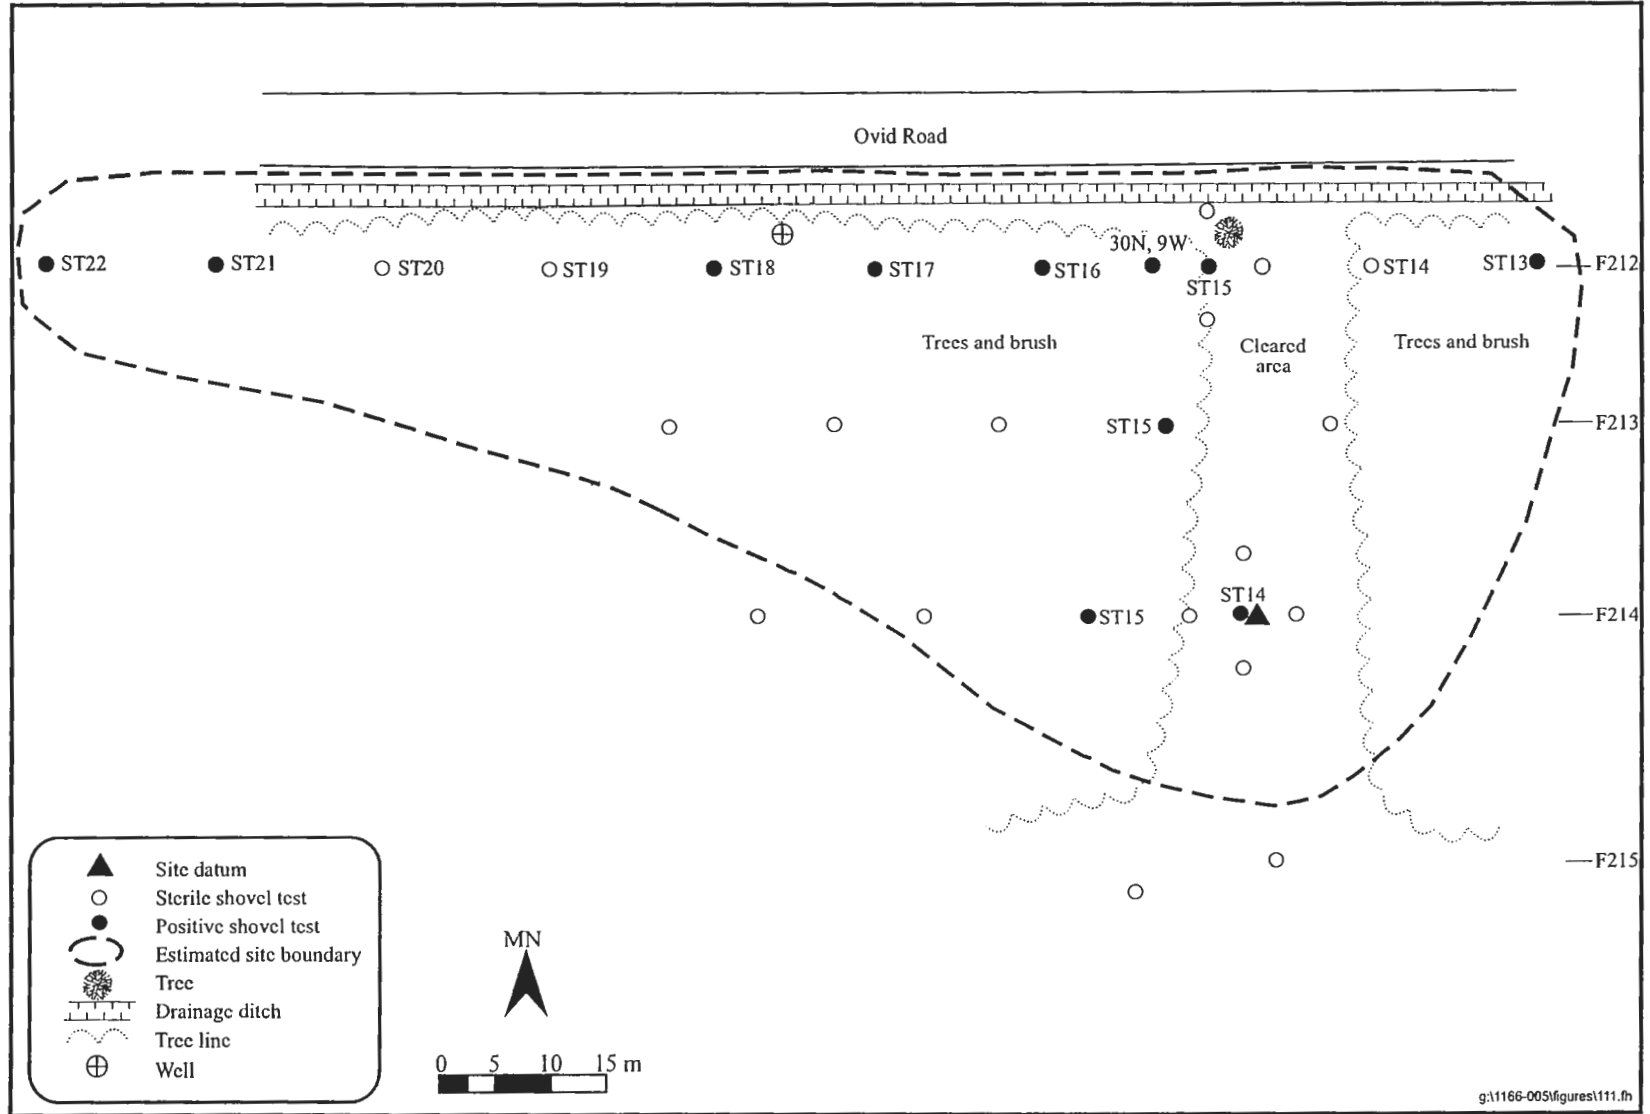 Ovid Road
30N, 9W
ST22
ST21
ST20
ST19
ST18
ST17
ST16
ST15
ST14
ST13
F212
Trees and brush
Cleared
area
Trees and brush
ST15
F213
ST14
ST15
F214
F215
Site datum
Sterile shovel test
Positive shovel test
Estimated site boundary
Tree
Drainage ditch
Tree line
Well
MN
0 5 10 15 m
g:\1166-005\figures\111.fh